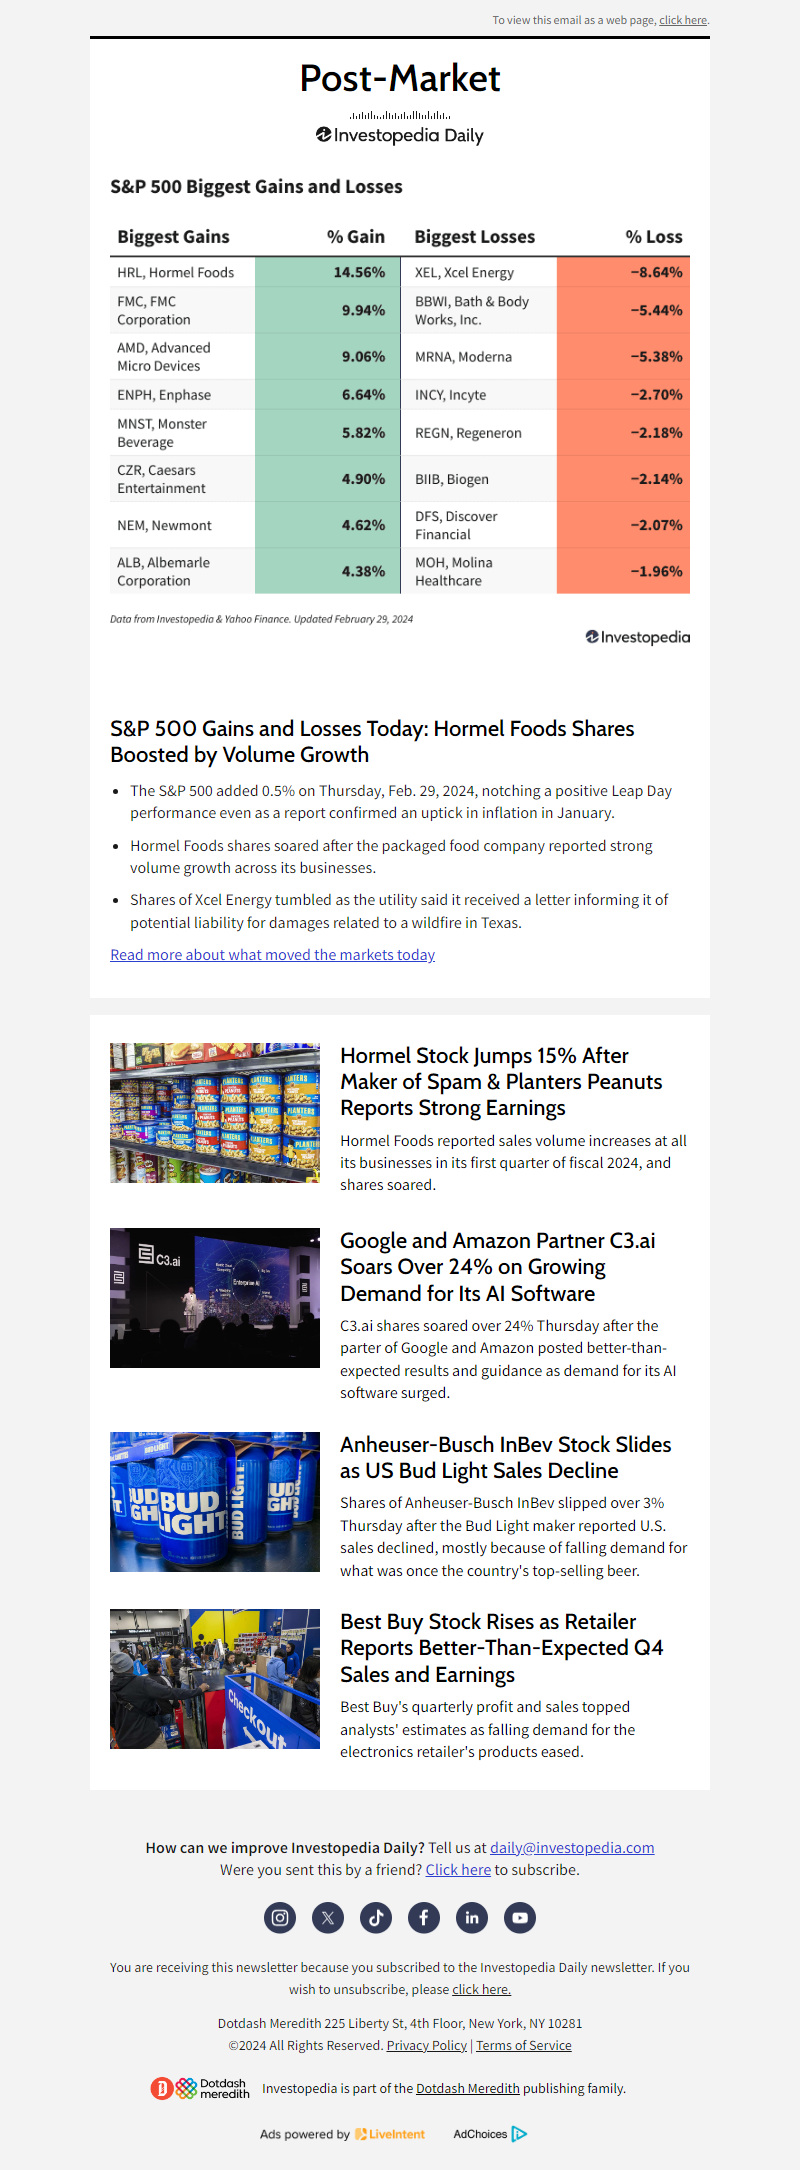 To view this email as a web page, click here.
Post-Market
Investopedia Daily
S&P 500 Biggest Gains and Losses
Biggest Gains % Gain Biggest Losses % Loss
HRL, Hormel Foods 14.56% XEL, Xcel Energy −8.64%
FMC, FMC
Corporation 9.94% BBWI, Bath & Body
Works, Inc. −5.44%
AMD, Advanced
Micro Devices 9.06% MRNA, Moderna −5.38%
ENPH, Enphase 6.64% INCY, Incyte −2.70%
MNST, Monster
Beverage 5.82% REGN, Regeneron −2.18%
CZR, Caesars
Entertainment 4.90% BIIB, Biogen −2.14%
NEM, Newmont 4.62% DFS, Discover
Financial −2.07%
ALB, Albemarle
Corporation 4.38% MOH, Molina
Healthcare −1.96%
Data from Investopedia & Yahoo Finance. Updated February 29, 2024
Investopedia
S&P 500 Gains and Losses Today: Hormel Foods Shares
Boosted by Volume Growth
• The S&P 500 added 0.5% on Thursday, Feb. 29, 2024, notching a positive Leap Day
performance even as a report confirmed an uptick in inflation in January.
• Hormel Foods shares soared after the packaged food company reported strong
volume growth across its businesses.
• Shares of Xcel Energy tumbled as the utility said it received a letter informing it of
potential liability for damages related to a wildfire in Texas.
Read more about what moved the markets today
PLANTERS
PLANTERS
PLANTERS
Hormel Stock Jumps 15% After
Maker of Spam & Planters Peanuts
Reports Strong Earnings
Hormel Foods reported sales volume increases at all
its businesses in its first quarter of fiscal 2024, and
shares soared.
C3.ai
Enterprise AI
Google and Amazon Partner C3.ai
Soars Over 24% on Growing
Demand for Its AI Software
C3.ai shares soared over 24% Thursday after the
parter of Google and Amazon posted better-than-
expected results and guidance as demand for its AI
software surged.
BUD LIGHT
BUD
LIGHT
BUD LIGHT
Anheuser-Busch InBev Stock Slides
as US Bud Light Sales Decline
Shares of Anheuser-Busch InBev slipped over 3%
Thursday after the Bud Light maker reported U.S.
sales declined, mostly because of falling demand for
what was once the country's top-selling beer.
Checkout
Best Buy Stock Rises as Retailer
Reports Better-Than-Expected Q4
Sales and Earnings
Best Buy's quarterly profit and sales topped
analysts' estimates as falling demand for the
electronics retailer's products eased.
How can we improve Investopedia Daily? Tell us at daily@investopedia.com
Were you sent this by a friend? Click here to subscribe.
You are receiving this newsletter because you subscribed to the Investopedia Daily newsletter. If you
wish to unsubscribe, please click here.
Dotdash Meredith 225 Liberty St, 4th Floor, New York, NY 10281
©2024 All Rights Reserved. Privacy Policy | Terms of Service
Dotdash
meredith
Investopedia is part of the Dotdash Meredith publishing family.
Ads powered by LiveIntent
AdChoices